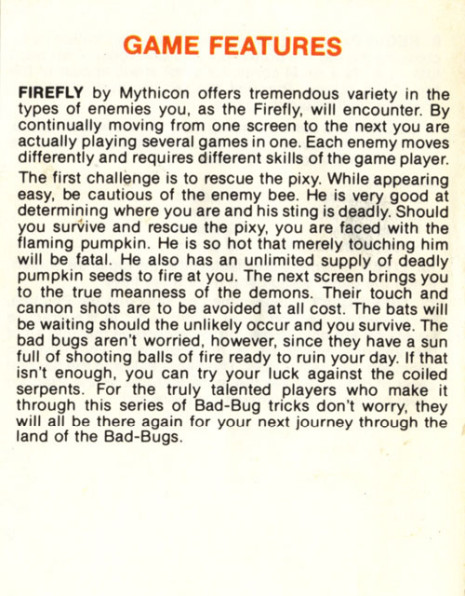 GAME FEATURES
FIREFLY by Mythicon offers tremendous variety in the
types of enemies you, as the Firefly, will encounter. By
continually moving from one screen to the next you are
actually playing several games in one. Each enemy moves
differently and requires different skills of the game player.
The first challenge is to rescue the pixy. While appearing
easy, be cautious of the enemy bee. He is very good at
determining where you are and his sting is deadly. Should
you survive and rescue the pixy, you are faced with the
flaming pumpkin. He is so hot that merely touching him
will be fatal. He also has an unlimited supply of deadly
pumpkin seeds to fire at you. The next screen brings you
to the true meanness of the demons. Their touch and
cannon shots are to be avoided at all cost. The bats will
be waiting should the unlikely occur and you survive. The
bad bugs aren't worried, however, since they have a sun
full of shooting balls of fire ready to ruin your day. If that
isn't enough, you can try your luck against the coiled
serpents. For the truly talented players who make it
through this series of Bad-Bug tricks don't worry, they
will all be there again for your next journey through the
land of the Bad-Bugs.